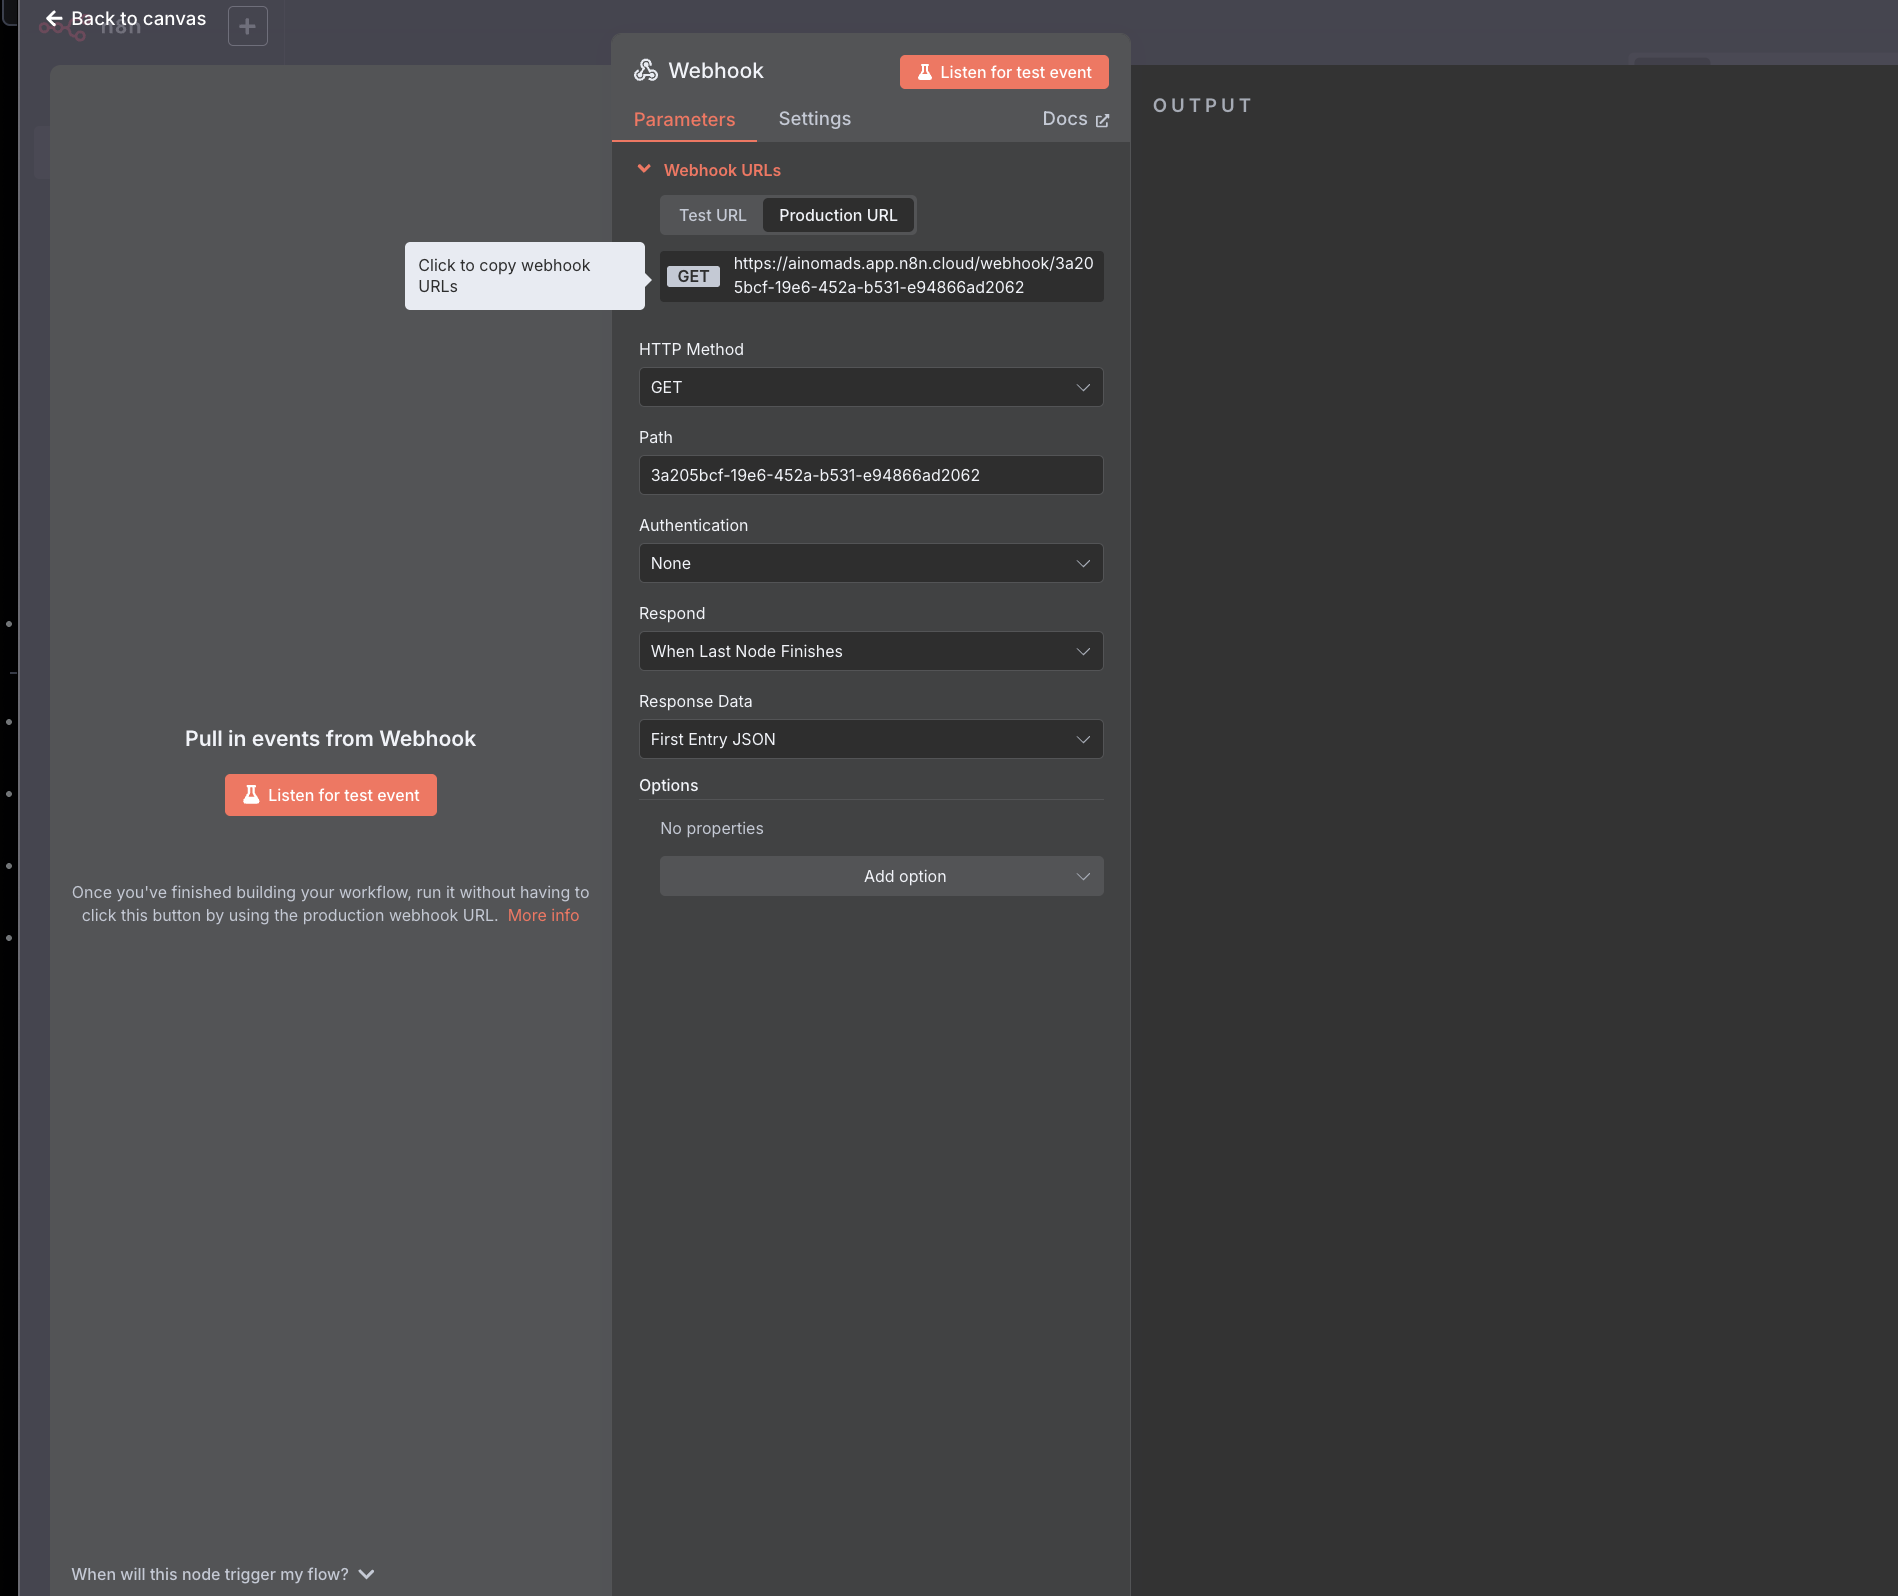 Back to canvas
n8n
Webhook
Listen for test event
Parameters
Settings
Docs
OUTPUT
Webhook URLs
Test URL
Production URL
Click to copy webhook
URLs
GET
https://ainomads.app.n8n.cloud/webhook/3a20
5bcf-19e6-452a-b531-e94866ad2062
HTTP Method
GET
Path
3a205bcf-19e6-452a-b531-e94866ad2062
Authentication
None
Respond
When Last Node Finishes
Response Data
First Entry JSON
Options
No properties
Add option
Pull in events from Webhook
Listen for test event
Once you've finished building your workflow, run it without having to
click this button by using the production webhook URL. More info
When will this node trigger my flow?